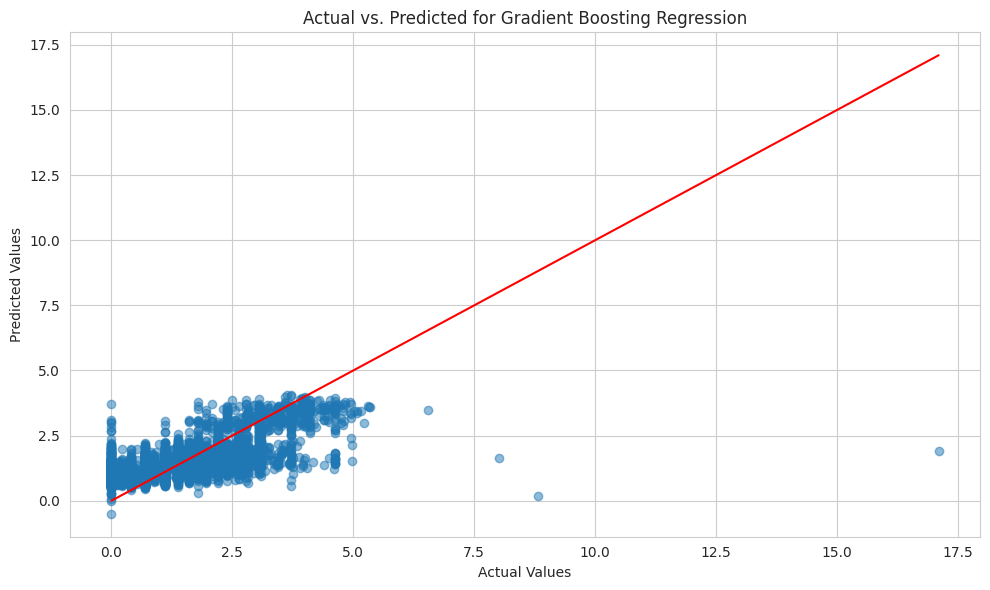 Actual vs. Predicted for Gradient Boosting Regression
17.5
15.0
12.5
10.0
7.5
5.0
2.5
0.0
Predicted Values
0.0 2.5 5.0 7.5 10.0 12.5 15.0 17.5
Actual Values